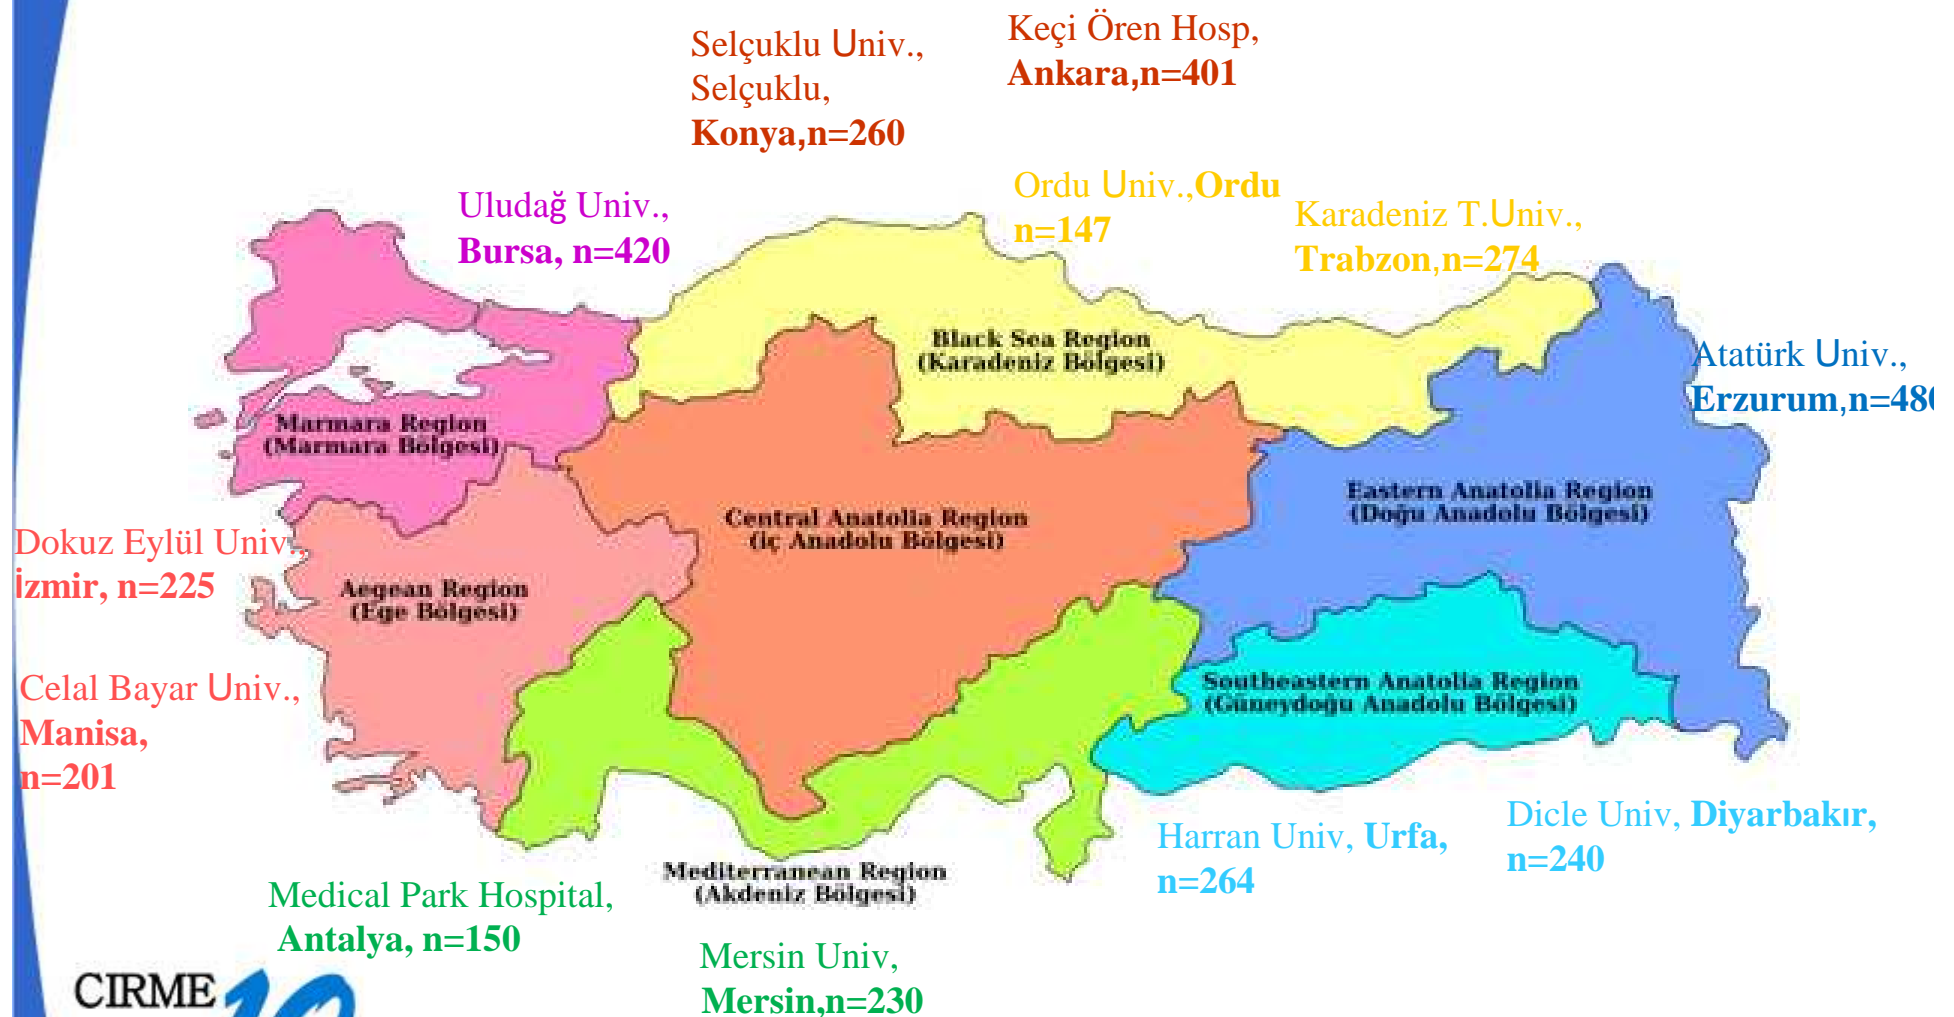 Selçuklu Univ.,
Selçuklu,
Konya,n=260
Keçi Ören Hosp,
Ankara,n=401
Uludağ Univ.,
Bursa, n=420
Ordu Univ.,Ordu
n=147
Karadeniz T.Univ.,
Trabzon,n=274
Black Sea Region
(Karadeniz Bölgesi)
Atatürk Univ.,
Erzurum,n=480
Marmara Region
(Marmara Bölgesi)
Eastern Anatolia Region
(Doğu Anadolu Bölgesi)
Central Anatolia Region
(iç Anadolu Bölgesi)
Dokuz Eylül Univ.,
İzmir, n=225
Aegean Region
(Ege Bölgesi)
Celal Bayar Univ.,
Manisa,
n=201
Southeastern Anatolia Region
(Güneydoğu Anadolu Bölgesi)
Harran Univ, Urfa,
n=264
Dicle Univ, Diyarbakır,
n=240
Mediterranean Region
(Akdeniz Bölgesi)
Medical Park Hospital,
Antalya, n=150
Mersin Univ,
Mersin,n=230
CIRME
10